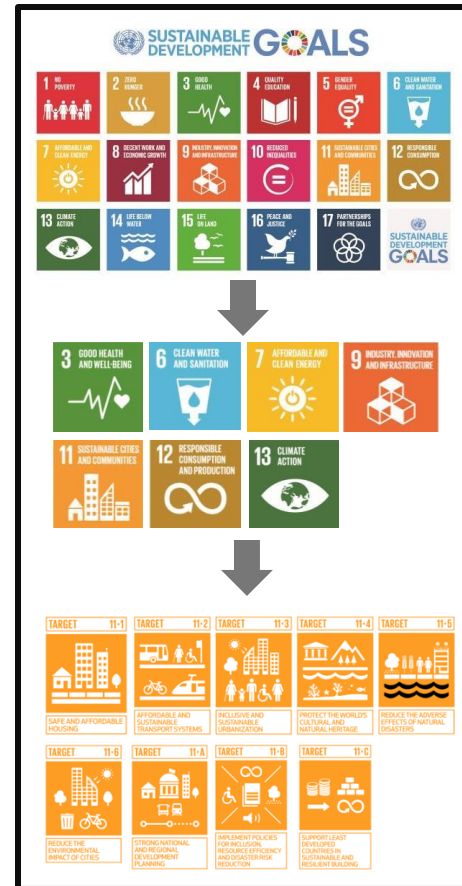 SUSTAINABLE
DEVELOPMENT GOALS
1 NO
POVERTY
2 ZERO
HUNGER
3 GOOD
HEALTH
4 QUALITY
EDUCATION
5 GENDER
EQUALITY
6 CLEAN WATER
AND SANITATION
7 AFFORDABLE AND
CLEAN ENERGY
8 DECENT WORK AND
ECONOMIC GROWTH
9 INDUSTRY, INNOVATION
AND INFRASTRUCTURE
10 REDUCED
INEQUALITIES
11 SUSTAINABLE CITIES
AND COMMUNITIES
12 RESPONSIBLE
CONSUMPTION
13 CLIMATE
ACTION
14 LIFE BELOW
WATER
15 LIFE
ON LAND
16 PEACE AND
JUSTICE
17 PARTNERSHIPS
FOR THE GOALS
SUSTAINABLE
DEVELOPMENT
GOALS
3 GOOD HEALTH
AND WELL-BEING
6 CLEAN WATER
AND SANITATION
7 AFFORDABLE AND
CLEAN ENERGY
9 INDUSTRY, INNOVATION
AND INFRASTRUCTURE
11 SUSTAINABLE CITIES
AND COMMUNITIES
12 RESPONSIBLE
CONSUMPTION
AND PRODUCTION
13 CLIMATE
ACTION
TARGET 11·1
SAFE AND AFFORDABLE
HOUSING
TARGET 11·2
AFFORDABLE AND
SUSTAINABLE
TRANSPORT SYSTEMS
TARGET 11·3
INCLUSIVE AND
SUSTAINABLE
URBANIZATION
TARGET 11·4
PROTECT THE WORLD'S
CULTURAL AND
NATURAL HERITAGE
TARGET 11·5
REDUCE THE ADVERSE
EFFECTS OF NATURAL
DISASTERS
TARGET 11·6
REDUCE THE
ENVIRONMENTAL
IMPACT OF CITIES
TARGET 11·A
STRONG NATIONAL
AND REGIONAL
DEVELOPMENT
PLANNING
TARGET 11·B
IMPLEMENT POLICIES
FOR INCLUSION,
RESOURCE EFFICIENCY
AND DISASTER RISK
REDUCTION
TARGET 11·C
SUPPORT LEAST
DEVELOPED
COUNTRIES IN
SUSTAINABLE AND
RESILIENT BUILDING